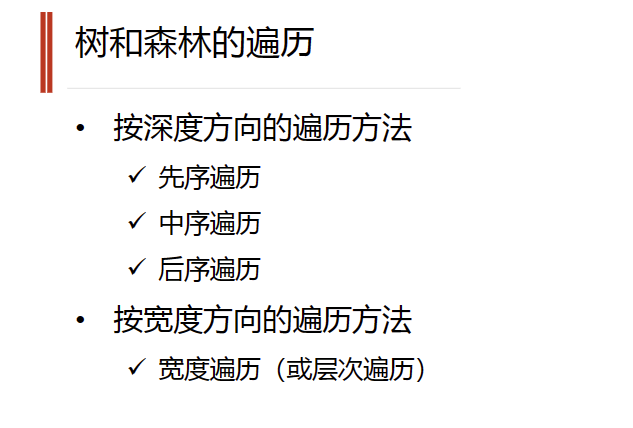 树和森林的遍历
• 按深度方向的遍历方法
✓ 先序遍历
✓ 中序遍历
✓ 后序遍历
• 按宽度方向的遍历方法
✓ 宽度遍历（或层次遍历）